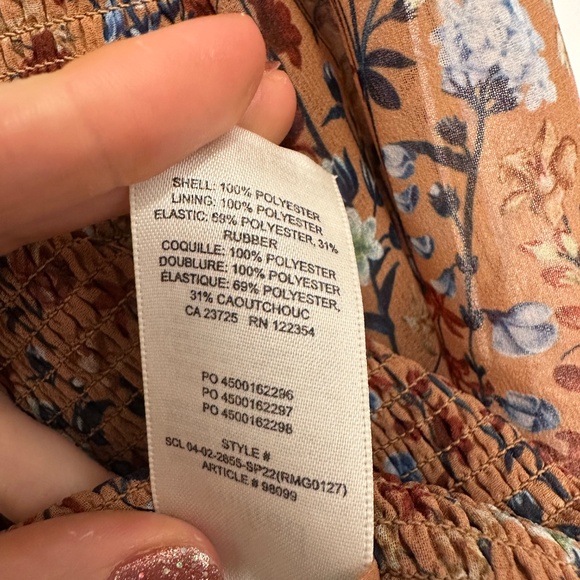 SHELL: 100% POLYESTER
LINING: 100% POLYESTER
ELASTIC: 69% POLYESTER, 31%
RUBBER
COQUILLE: 100% POLYESTER
DOUBLURE: 100% POLYESTER
ÉLASTIQUE: 69% POLYESTER,
31% CAOUTCHOUC
CA 23725 RN 122354
PO 4500162296
PO 4500162297
PO 4500162298
STYLE #
SCL 04-02-2855-SP22(RMG0127)
ARTICLE # 98099